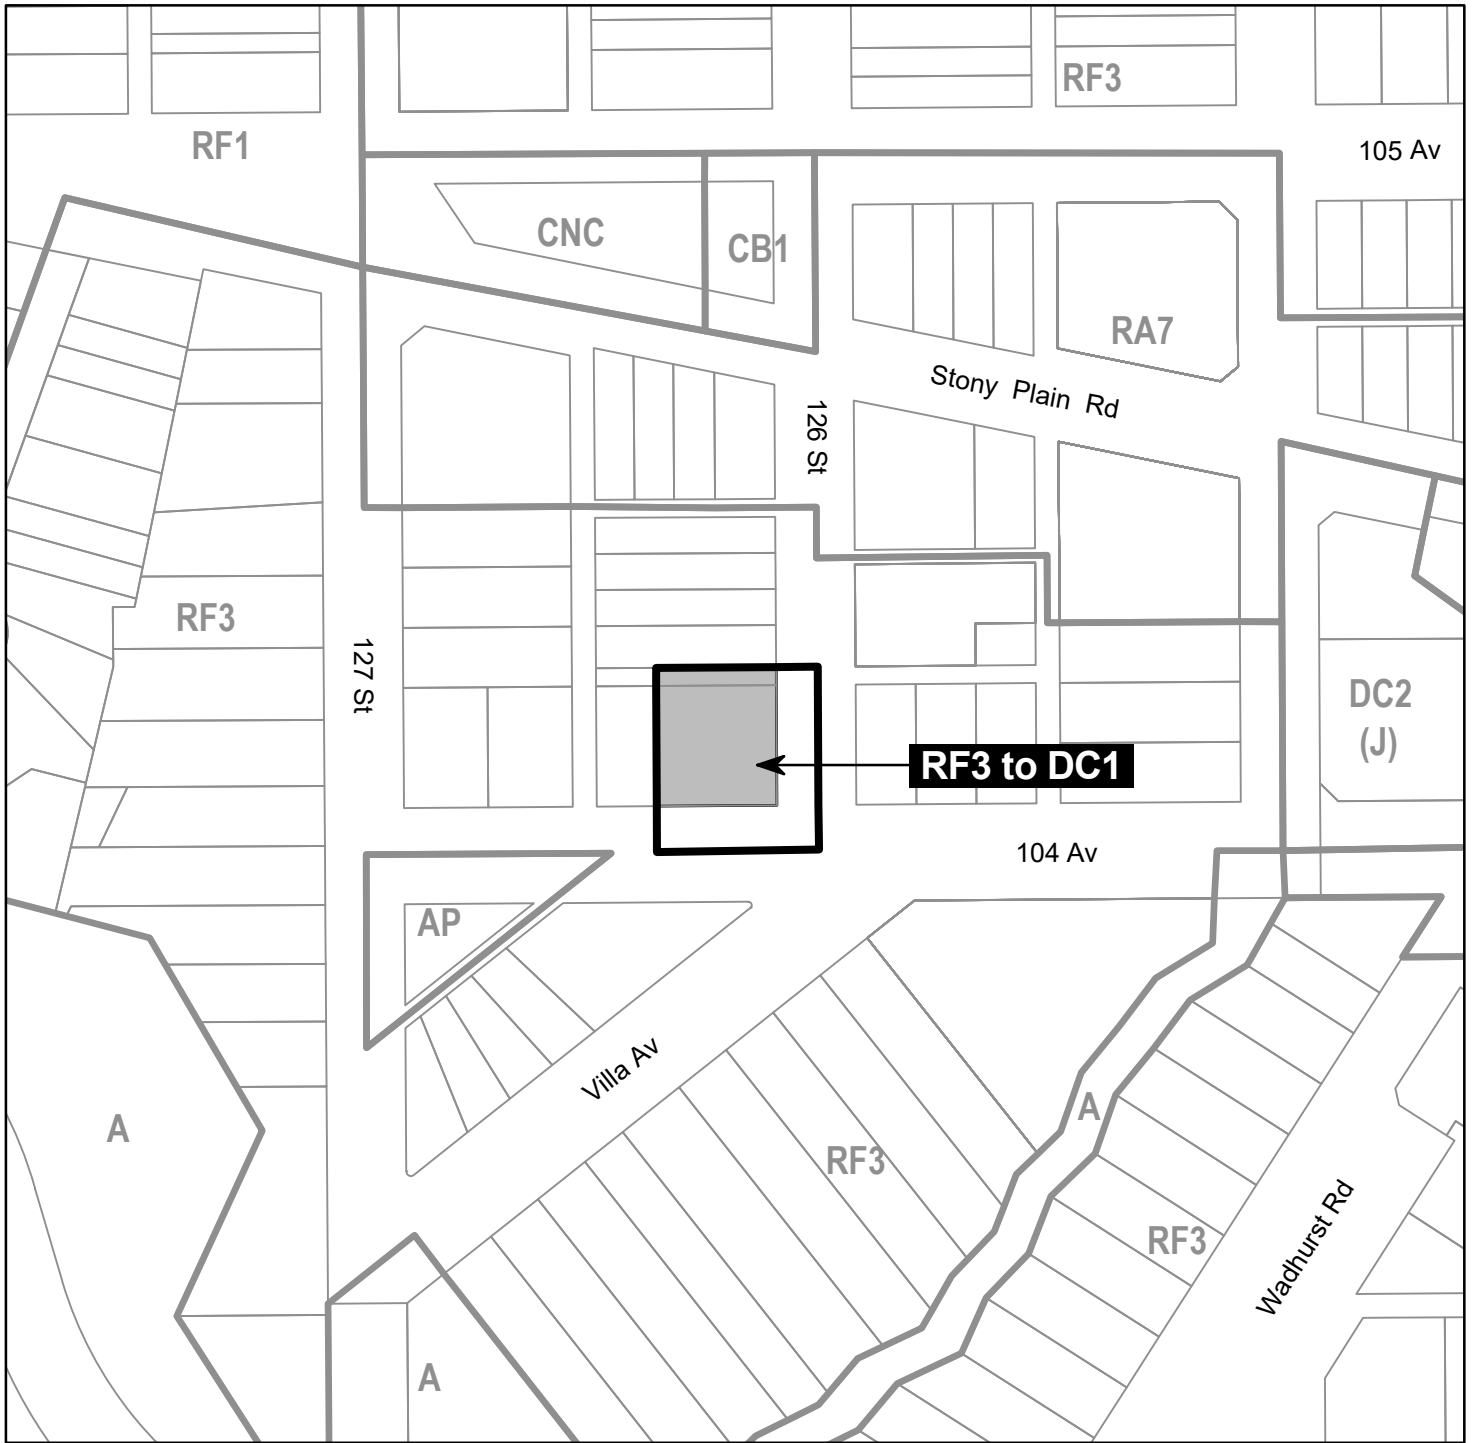 RF3
RF1
105 Av
CNC
CB1
RA7
Stony Plain Rd
126 St
RF3
127 St
DC2
(J)
RF3 to DC1
104 Av
AP
Villa Av
A
A
RF3
RF3
Wadhurst Rd
A